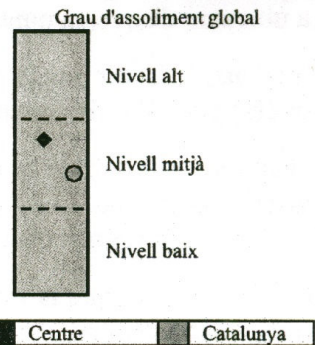 Grau d'assoliment global
Nivell alt
Nivell mitjà
Nivell baix
Centre
Catalunya